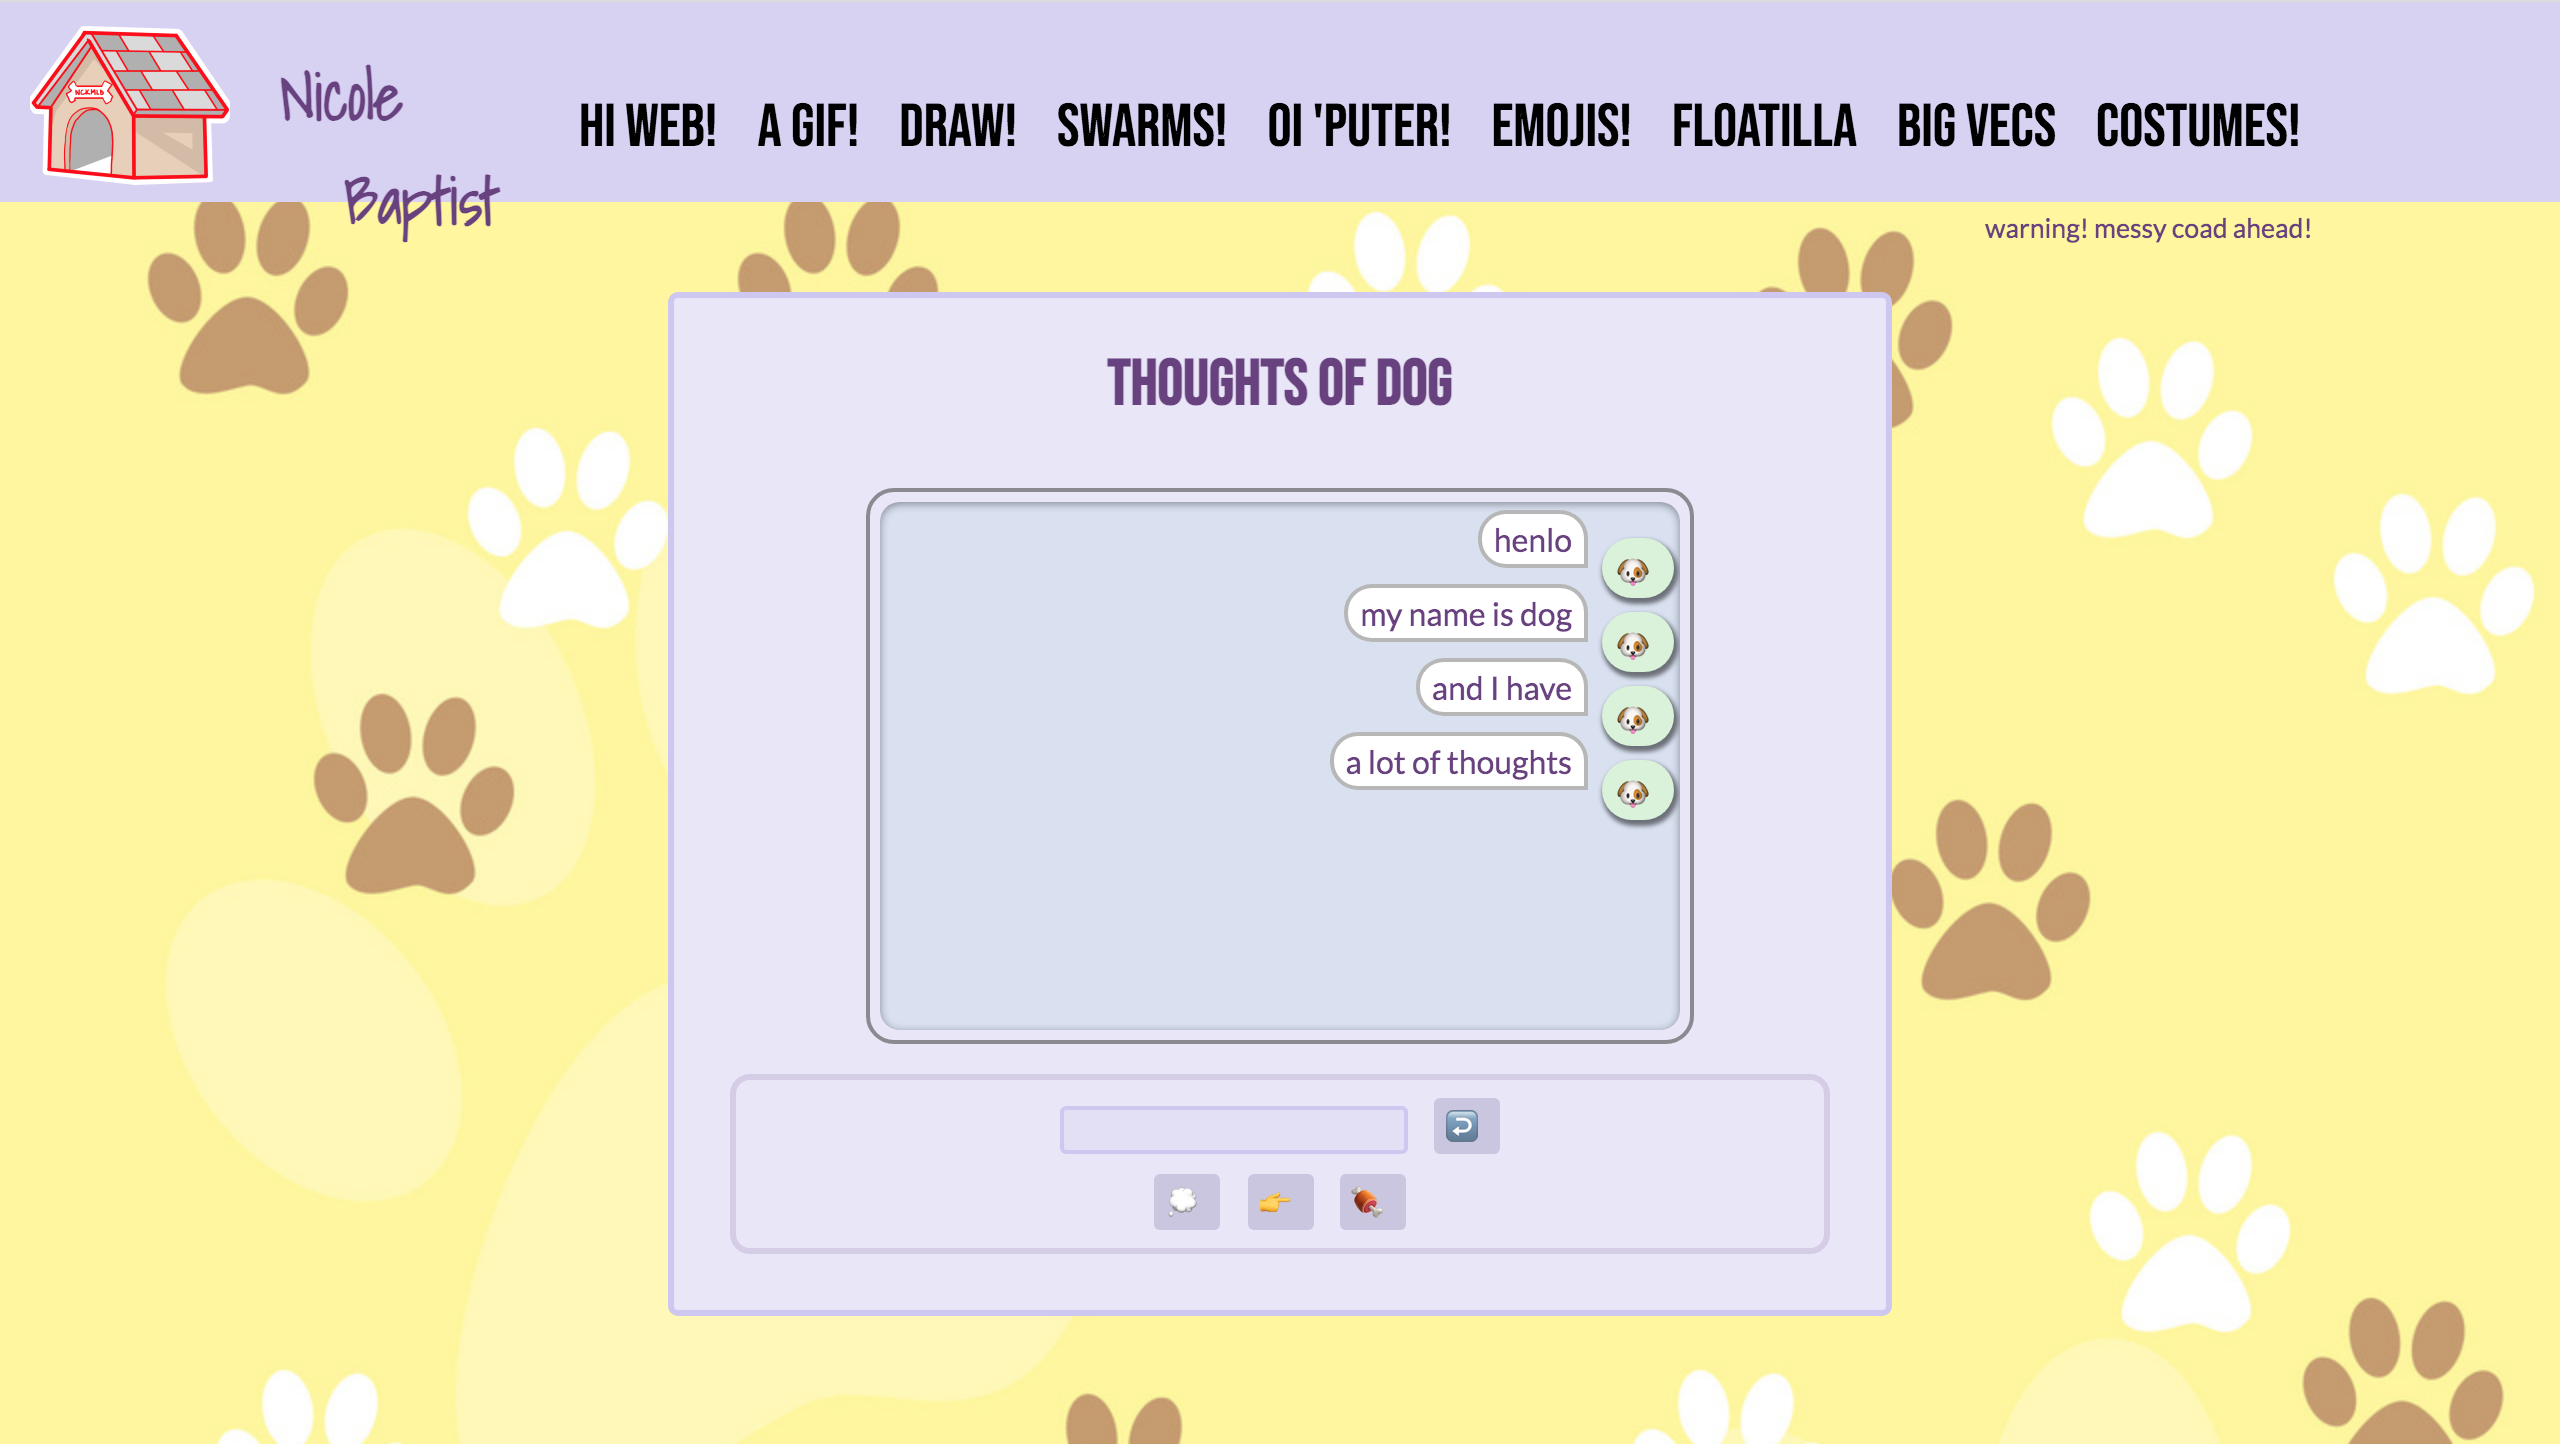 NCKMLB
Nicole
Baptist
HI WEB! A GIF! DRAW! SWARMS! OI 'PUTER! EMOJIS! FLOATILLA BIG VECS COSTUMES!
warning! messy coad ahead!
THOUGHTS OF DOG
henlo
my name is dog
and I have
a lot of thoughts